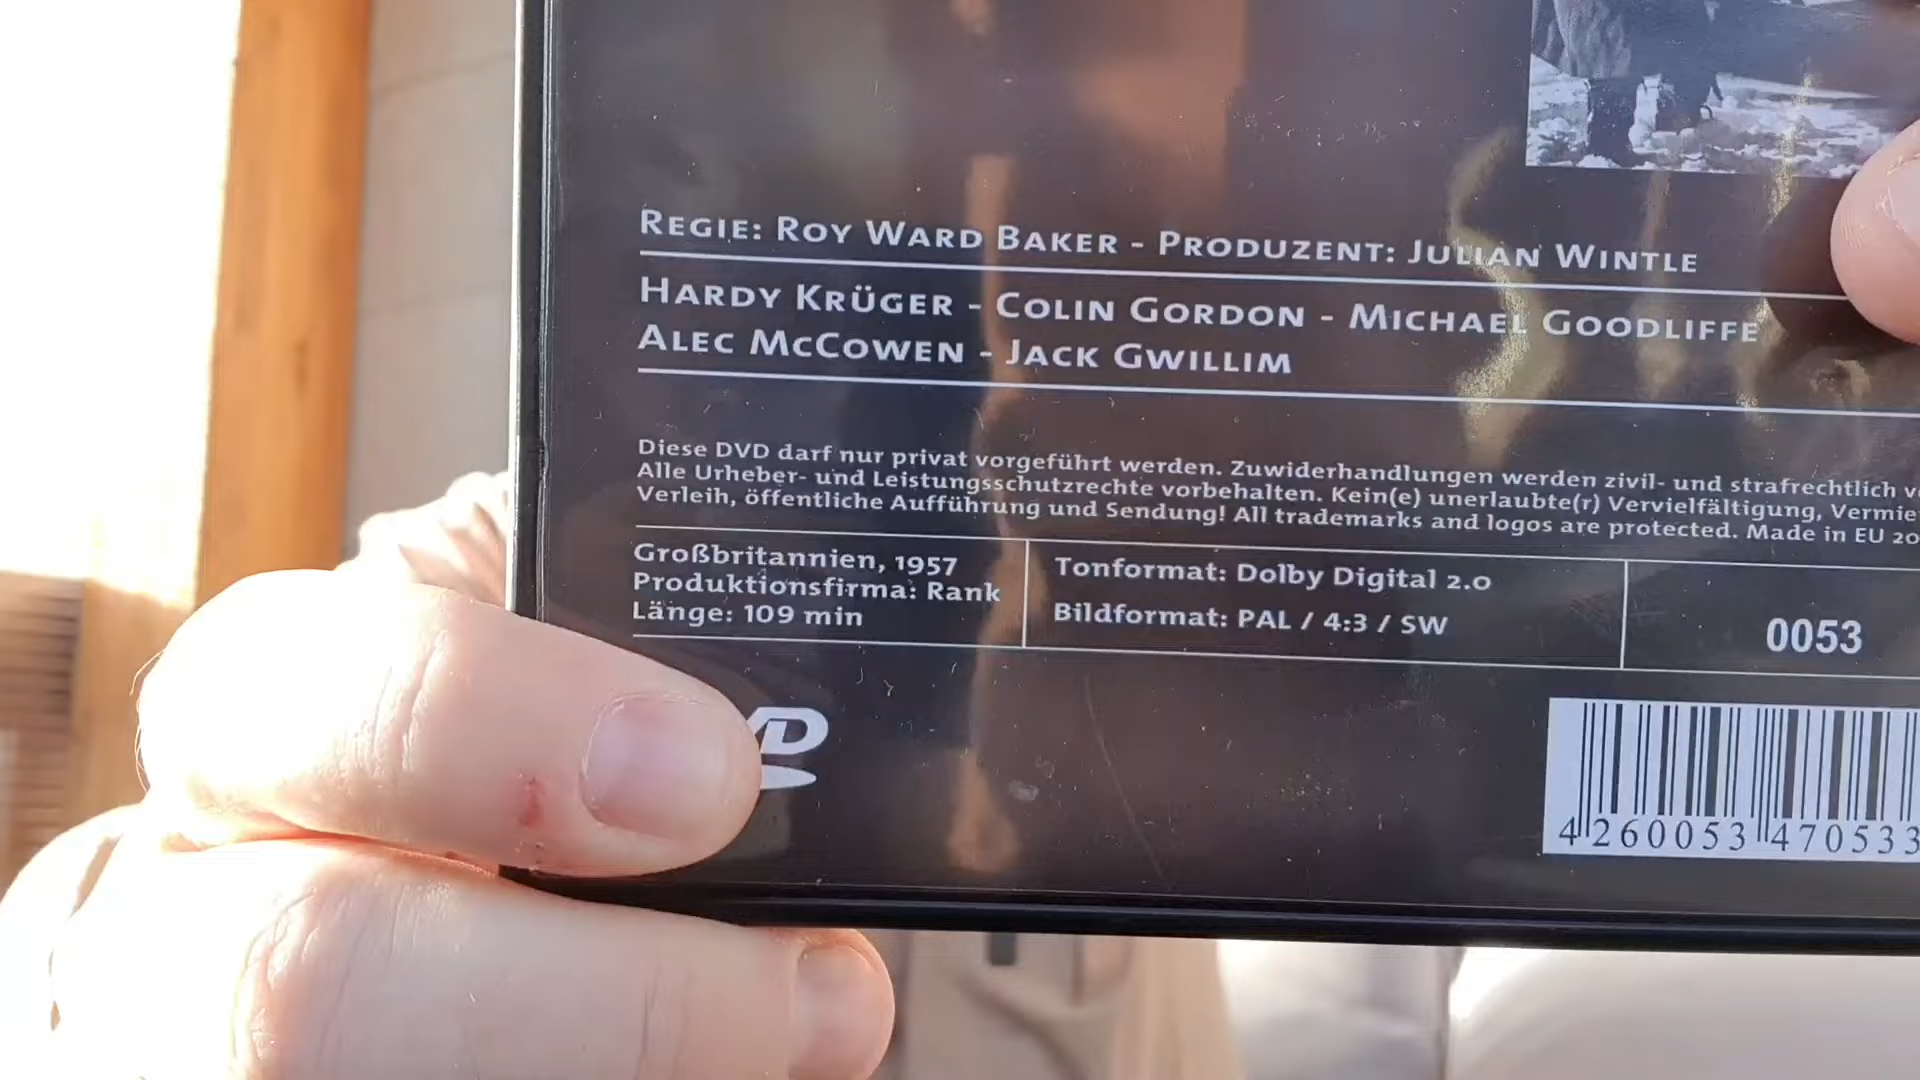 REGIE: ROY WARD BAKER - PRODUZENT: JULIAN WINTLE
HARDY KRÜGER - COLIN GORDON - MICHAEL GOODLIFFE
ALEC MCCOWEN - JACK GWILLIM
Diese DVD darf nur privat vorgeführt werden. Zuwiderhandlungen werden zivil- und strafrechtlich
Alle Urheber- und Leistungsschutzrechte vorbehalten. Kein(e) unerlaubte(r) Vervielfältigung,
Verleih, öffentliche Aufführung und Sendung! All trademarks and logos are protected. Made in EU
Großbritannien, 1957
Produktionsfirma: Rank
Länge: 109 min
Tonformat: Dolby Digital 2.0
Bildformat: PAL / 4:3 / SW
0053
4 260053 470533